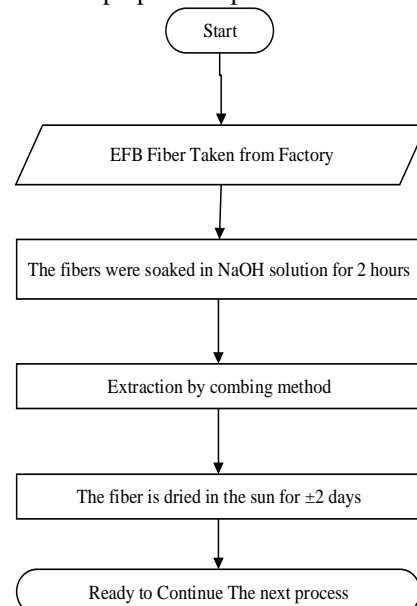 Start
EFB Fiber Taken from Factory
The fibers were soaked in NaOH solution for 2 hours
Extraction by combing method
The fiber is dried in the sun for ±2 days
Ready to Continue The next process